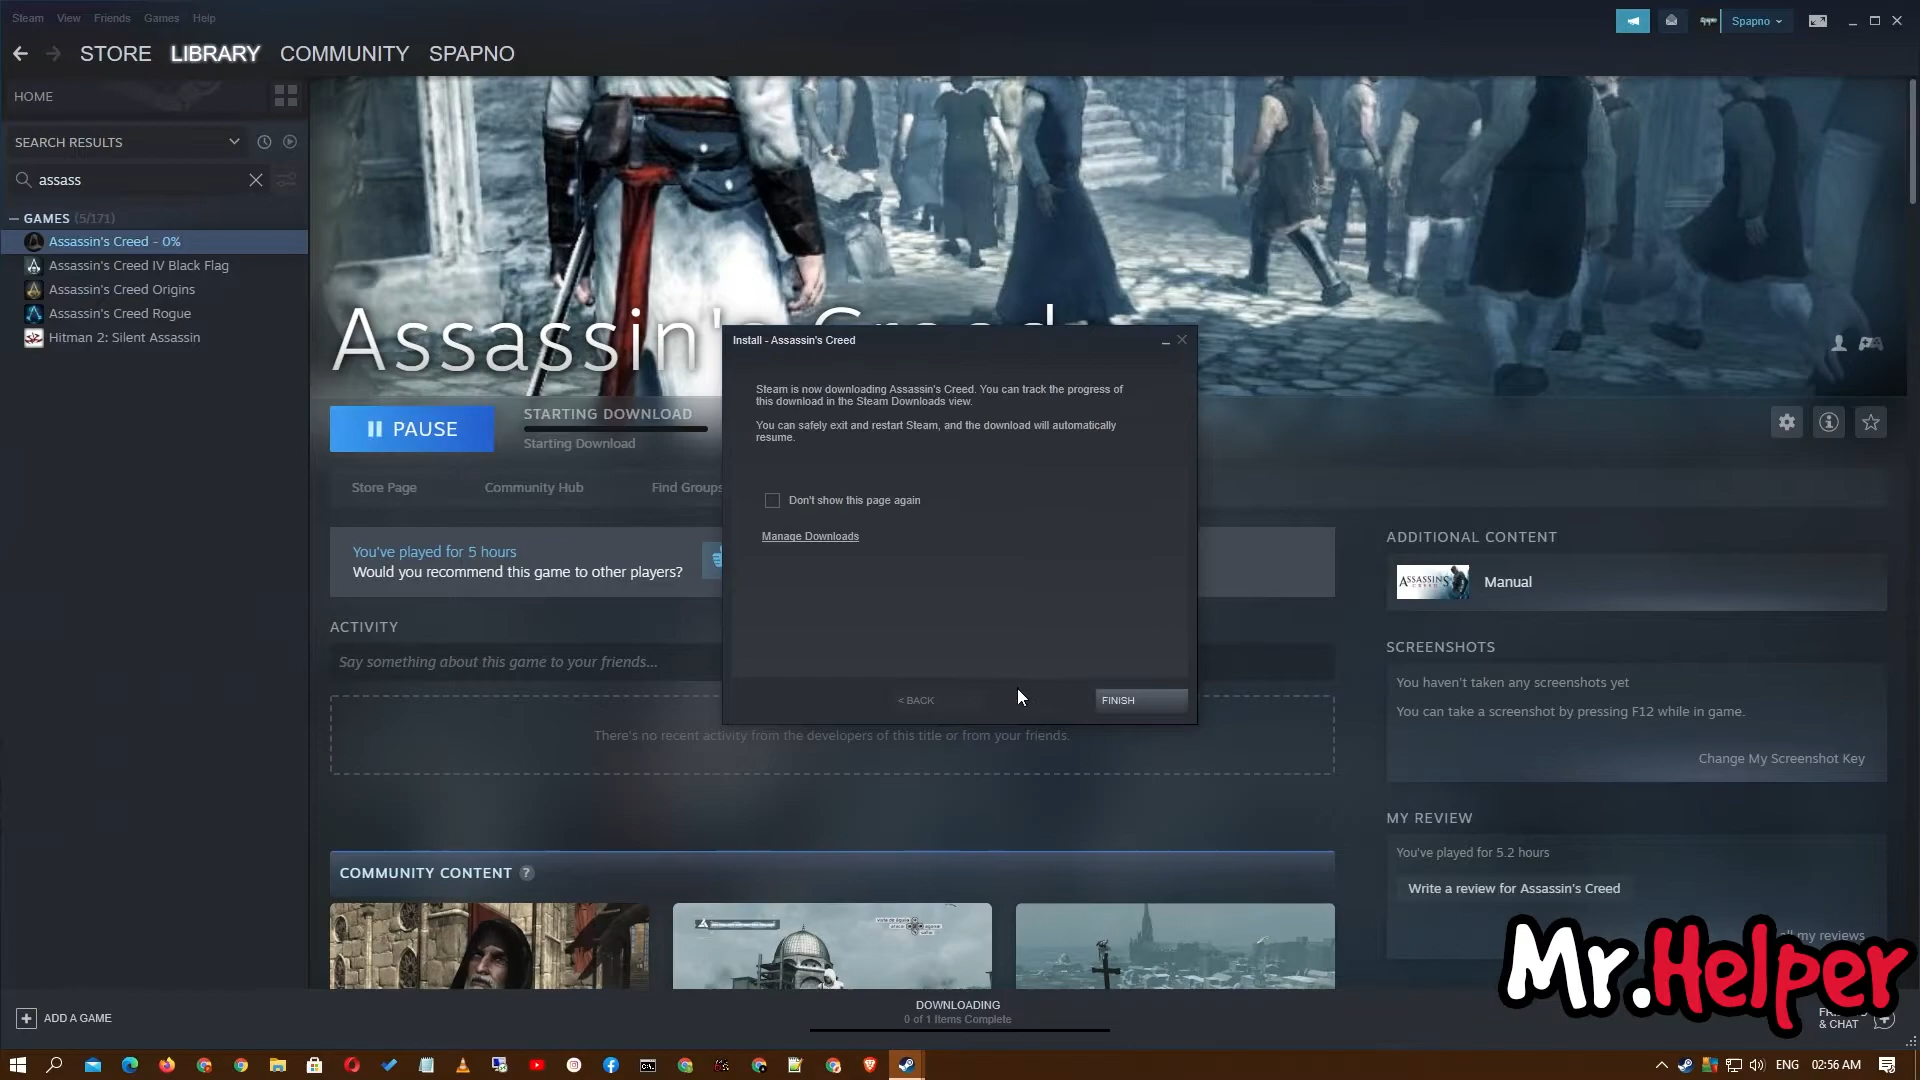 Steam View Friends Games Help
Spapno
STORE LIBRARY COMMUNITY SPAPNO
HOME
SEARCH RESULTS
assass
GAMES (5/171)
Assassin's Creed - 0%
Assassin's Creed IV Black Flag
Assassin's Creed Origins
Assassin's Creed Rogue
Hitman 2: Silent Assassin
Assassin's Creed
PAUSE
STARTING DOWNLOAD
Starting Download
Store Page Community Hub Find Groups
You've played for 5 hours
Would you recommend this game to other players?
ACTIVITY
Say something about this game to your friends...
There's no recent activity from the developers of this title or from your friends.
COMMUNITY CONTENT ?
Install - Assassin's Creed
Steam is now downloading Assassin's Creed. You can track the progress of
this download in the Steam Downloads view.
You can safely exit and restart Steam, and the download will automatically
resume.
Don't show this page again
Manage Downloads
< BACK FINISH
ADDITIONAL CONTENT
ASSASSIN'S
Manual
SCREENSHOTS
You haven't taken any screenshots yet
You can take a screenshot by pressing F12 while in game.
Change My Screenshot Key
MY REVIEW
You've played for 5.2 hours
Write a review for Assassin's Creed
all my reviews
Mr.Helper
ADD A GAME
DOWNLOADING
0 of 1 Items Complete
& CHAT
ENG 02:56 AM